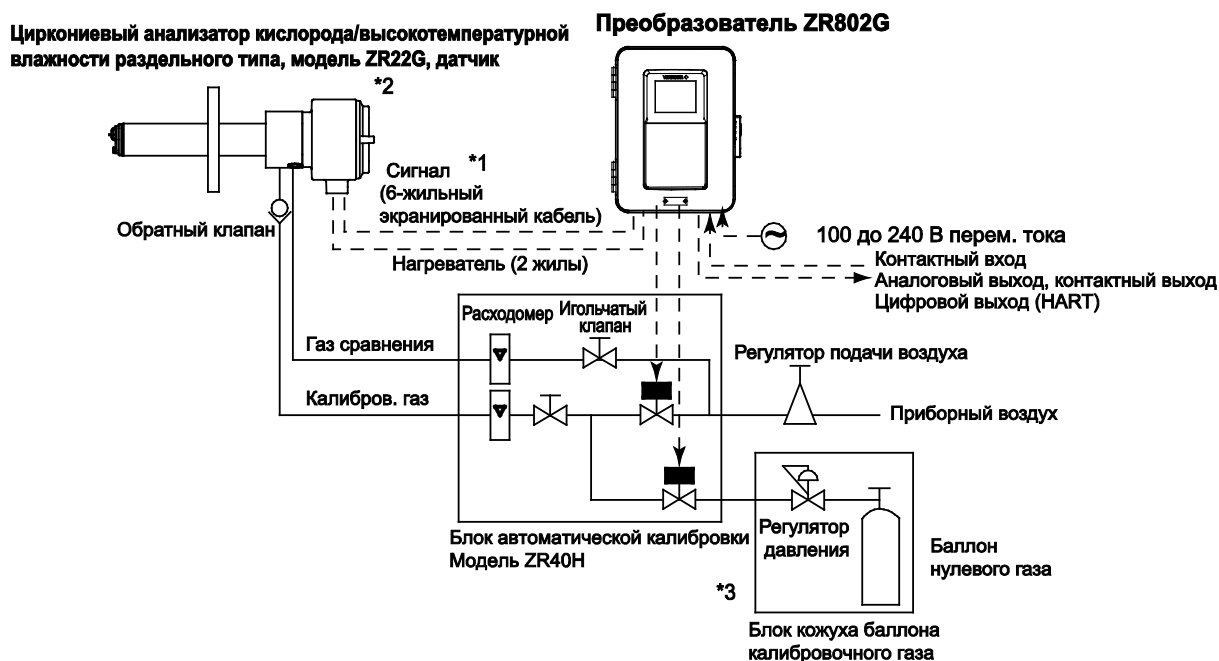 Преобразователь ZR802G
Циркониевый анализатор кислорода/высокотемпературной
влажности раздельного типа, модель ZR22G, датчик
*2
Сигнал *1
(6-жильный
экранированный кабель)
Обратный клапан
Нагреватель (2 жилы)
100 до 240 В перем. тока
Контактный вход
Аналоговый выход, контактный выход
Цифровой выход (HART)
Расходомер
Игольчатый
клапан
Газ сравнения
Регулятор подачи воздуха
Калибров. газ
Приборный воздух
Блок автоматической калибровки
Модель ZR40H
Регулятор
давления
Баллон
нулевого газа
*3
Блок кожуха баллона
калибровочного газа